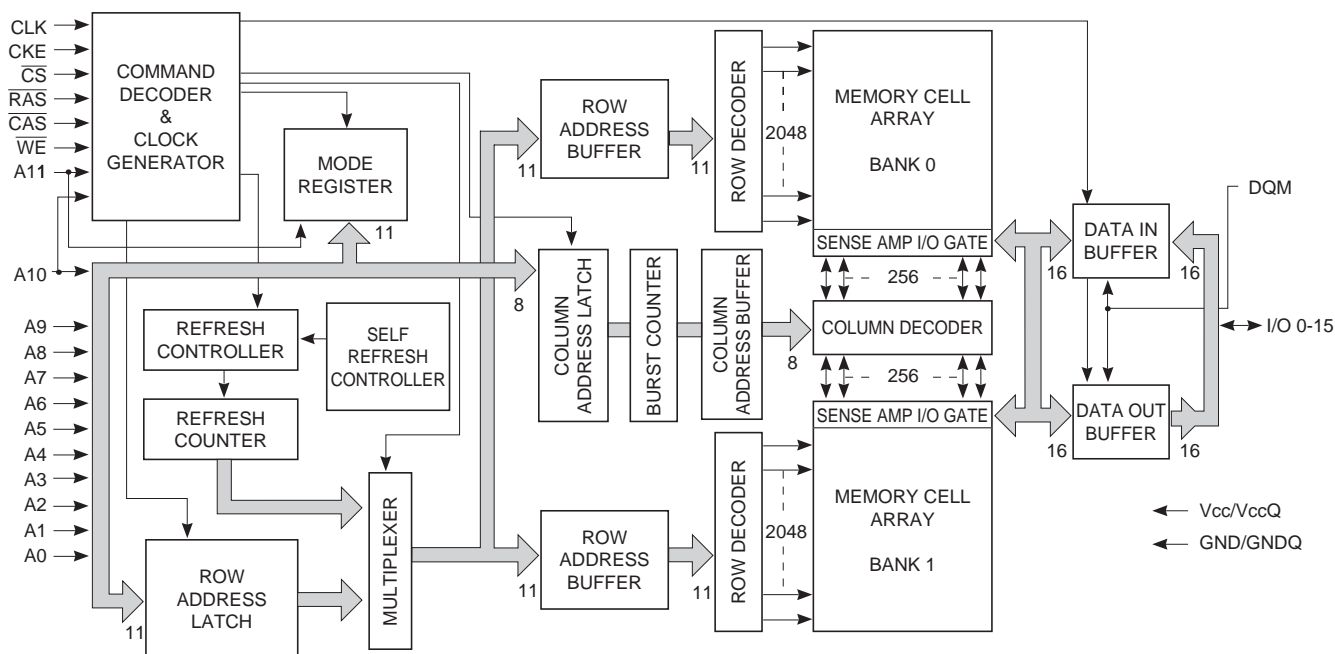 CLK
CKE
C̅S̅
R̅A̅S̅
C̅A̅S̅
W̅E̅
A11
A10
A9
A8
A7
A6
A5
A4
A3
A2
A1
A0
COMMAND
DECODER
&
CLOCK
GENERATOR
MODE
REGISTER
11
REFRESH
CONTROLLER
SELF
REFRESH
CONTROLLER
REFRESH
COUNTER
ROW
ADDRESS
LATCH
11
MULTIPLEXER
ROW
ADDRESS
BUFFER
11
11
ROW DECODER
2048
MEMORY CELL
ARRAY
BANK 0
SENSE AMP I/O GATE
256
COLUMN
ADDRESS LATCH
8
BURST COUNTER
COLUMN
ADDRESS BUFFER
8
COLUMN DECODER
256
SENSE AMP I/O GATE
MEMORY CELL
ARRAY
BANK 1
ROW
ADDRESS
BUFFER
11
11
ROW DECODER
2048
DQM
DATA IN
BUFFER
16
16
I/O 0-15
DATA OUT
BUFFER
16
16
Vcc/VccQ
GND/GNDQ